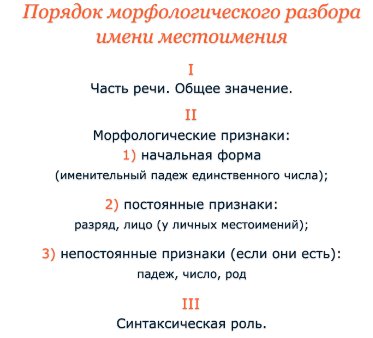 Порядок морфологического разбора
имени местоимения
I
Часть речи. Общее значение.
II
Морфологические признаки:
1) начальная форма
(именительный падеж единственного числа);
2) постоянные признаки:
разряд, лицо (у личных местоимений);
3) непостоянные признаки (если они есть):
падеж, число, род
III
Синтаксическая роль.